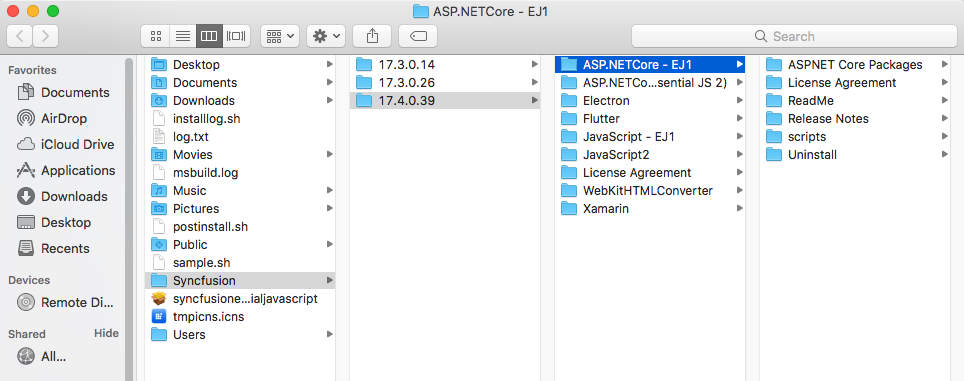 ASP.NETCore - EJ1
Search
Favorites
Documents
AirDrop
iCloud Drive
Applications
Downloads
Desktop
Recents
Devices
Remote Di...
Shared
Hide
All...
Desktop
Documents
Downloads
installlog.sh
log.txt
Movies
msbuild.log
Music
Pictures
postinstall.sh
Public
sample.sh
Syncfusion
syncfusione...ialjavascript
tmpicns.icns
Users
17.3.0.14
17.3.0.26
17.4.0.39
ASP.NETCore - EJ1
ASP.NETCo...sential JS 2)
Electron
Flutter
JavaScript - EJ1
JavaScript2
License Agreement
WebKitHTMLConverter
Xamarin
ASPNET Core Packages
License Agreement
ReadMe
Release Notes
scripts
Uninstall